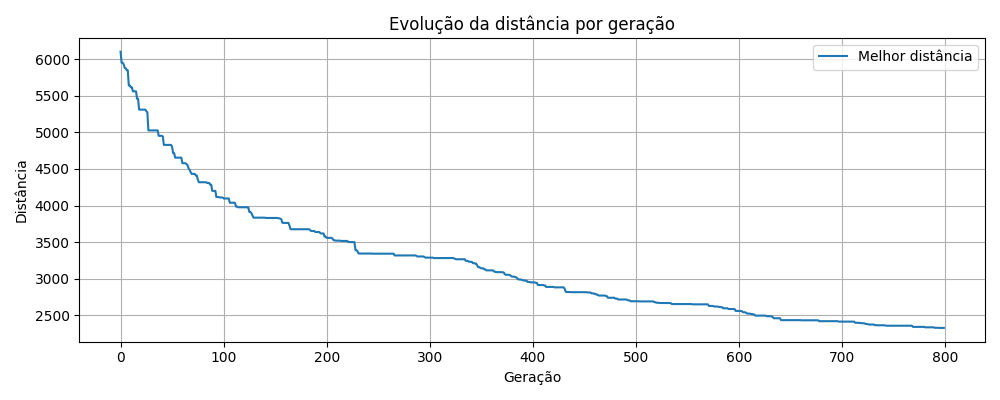 Evolução da distância por geração
Melhor distância
Distância
6000
5500
5000
4500
4000
3500
3000
2500
0 100 200 300 400 500 600 700 800
Geração